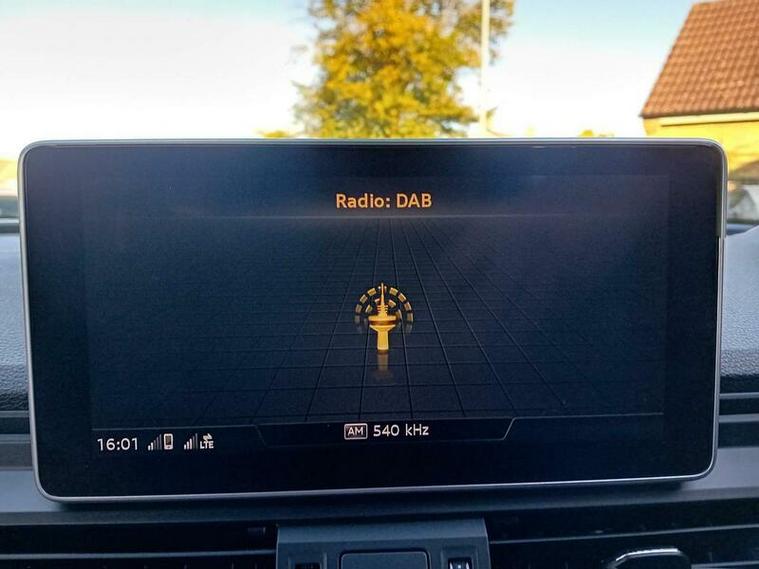 Radio: DAB
16:01 LTE AM 540 kHz